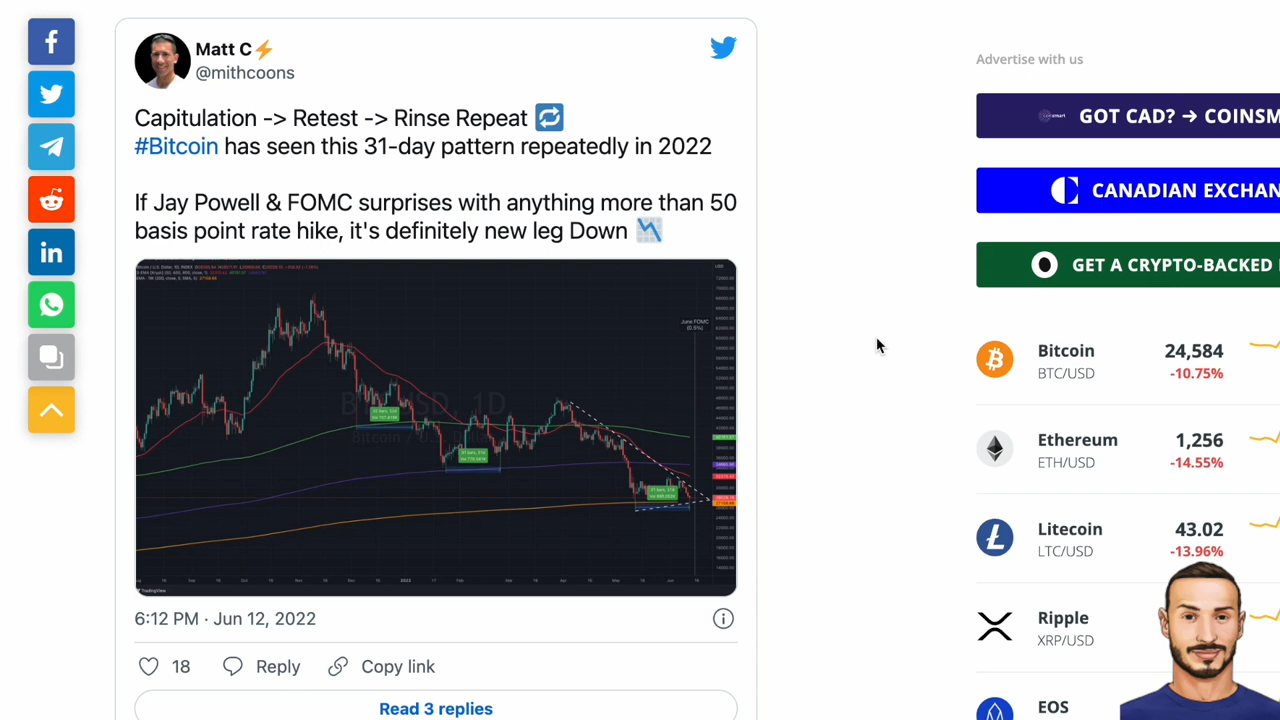 Matt C⚡
@mithcoons
Capitulation -> Retest -> Rinse Repeat 🔁
#Bitcoin has seen this 31-day pattern repeatedly in 2022
If Jay Powell & FOMC surprises with anything more than 50
basis point rate hike, it's definitely new leg Down 📉
June FOMC
(0.5%)
6:12 PM · Jun 12, 2022
18 Reply Copy link
Read 3 replies
Advertise with us
GOT CAD? → COINSM
CANADIAN EXCHAN
GET A CRYPTO-BACKED
Bitcoin 24,584
BTC/USD -10.75%
Ethereum 1,256
ETH/USD -14.55%
Litecoin 43.02
LTC/USD -13.96%
Ripple
XRP/USD
EOS